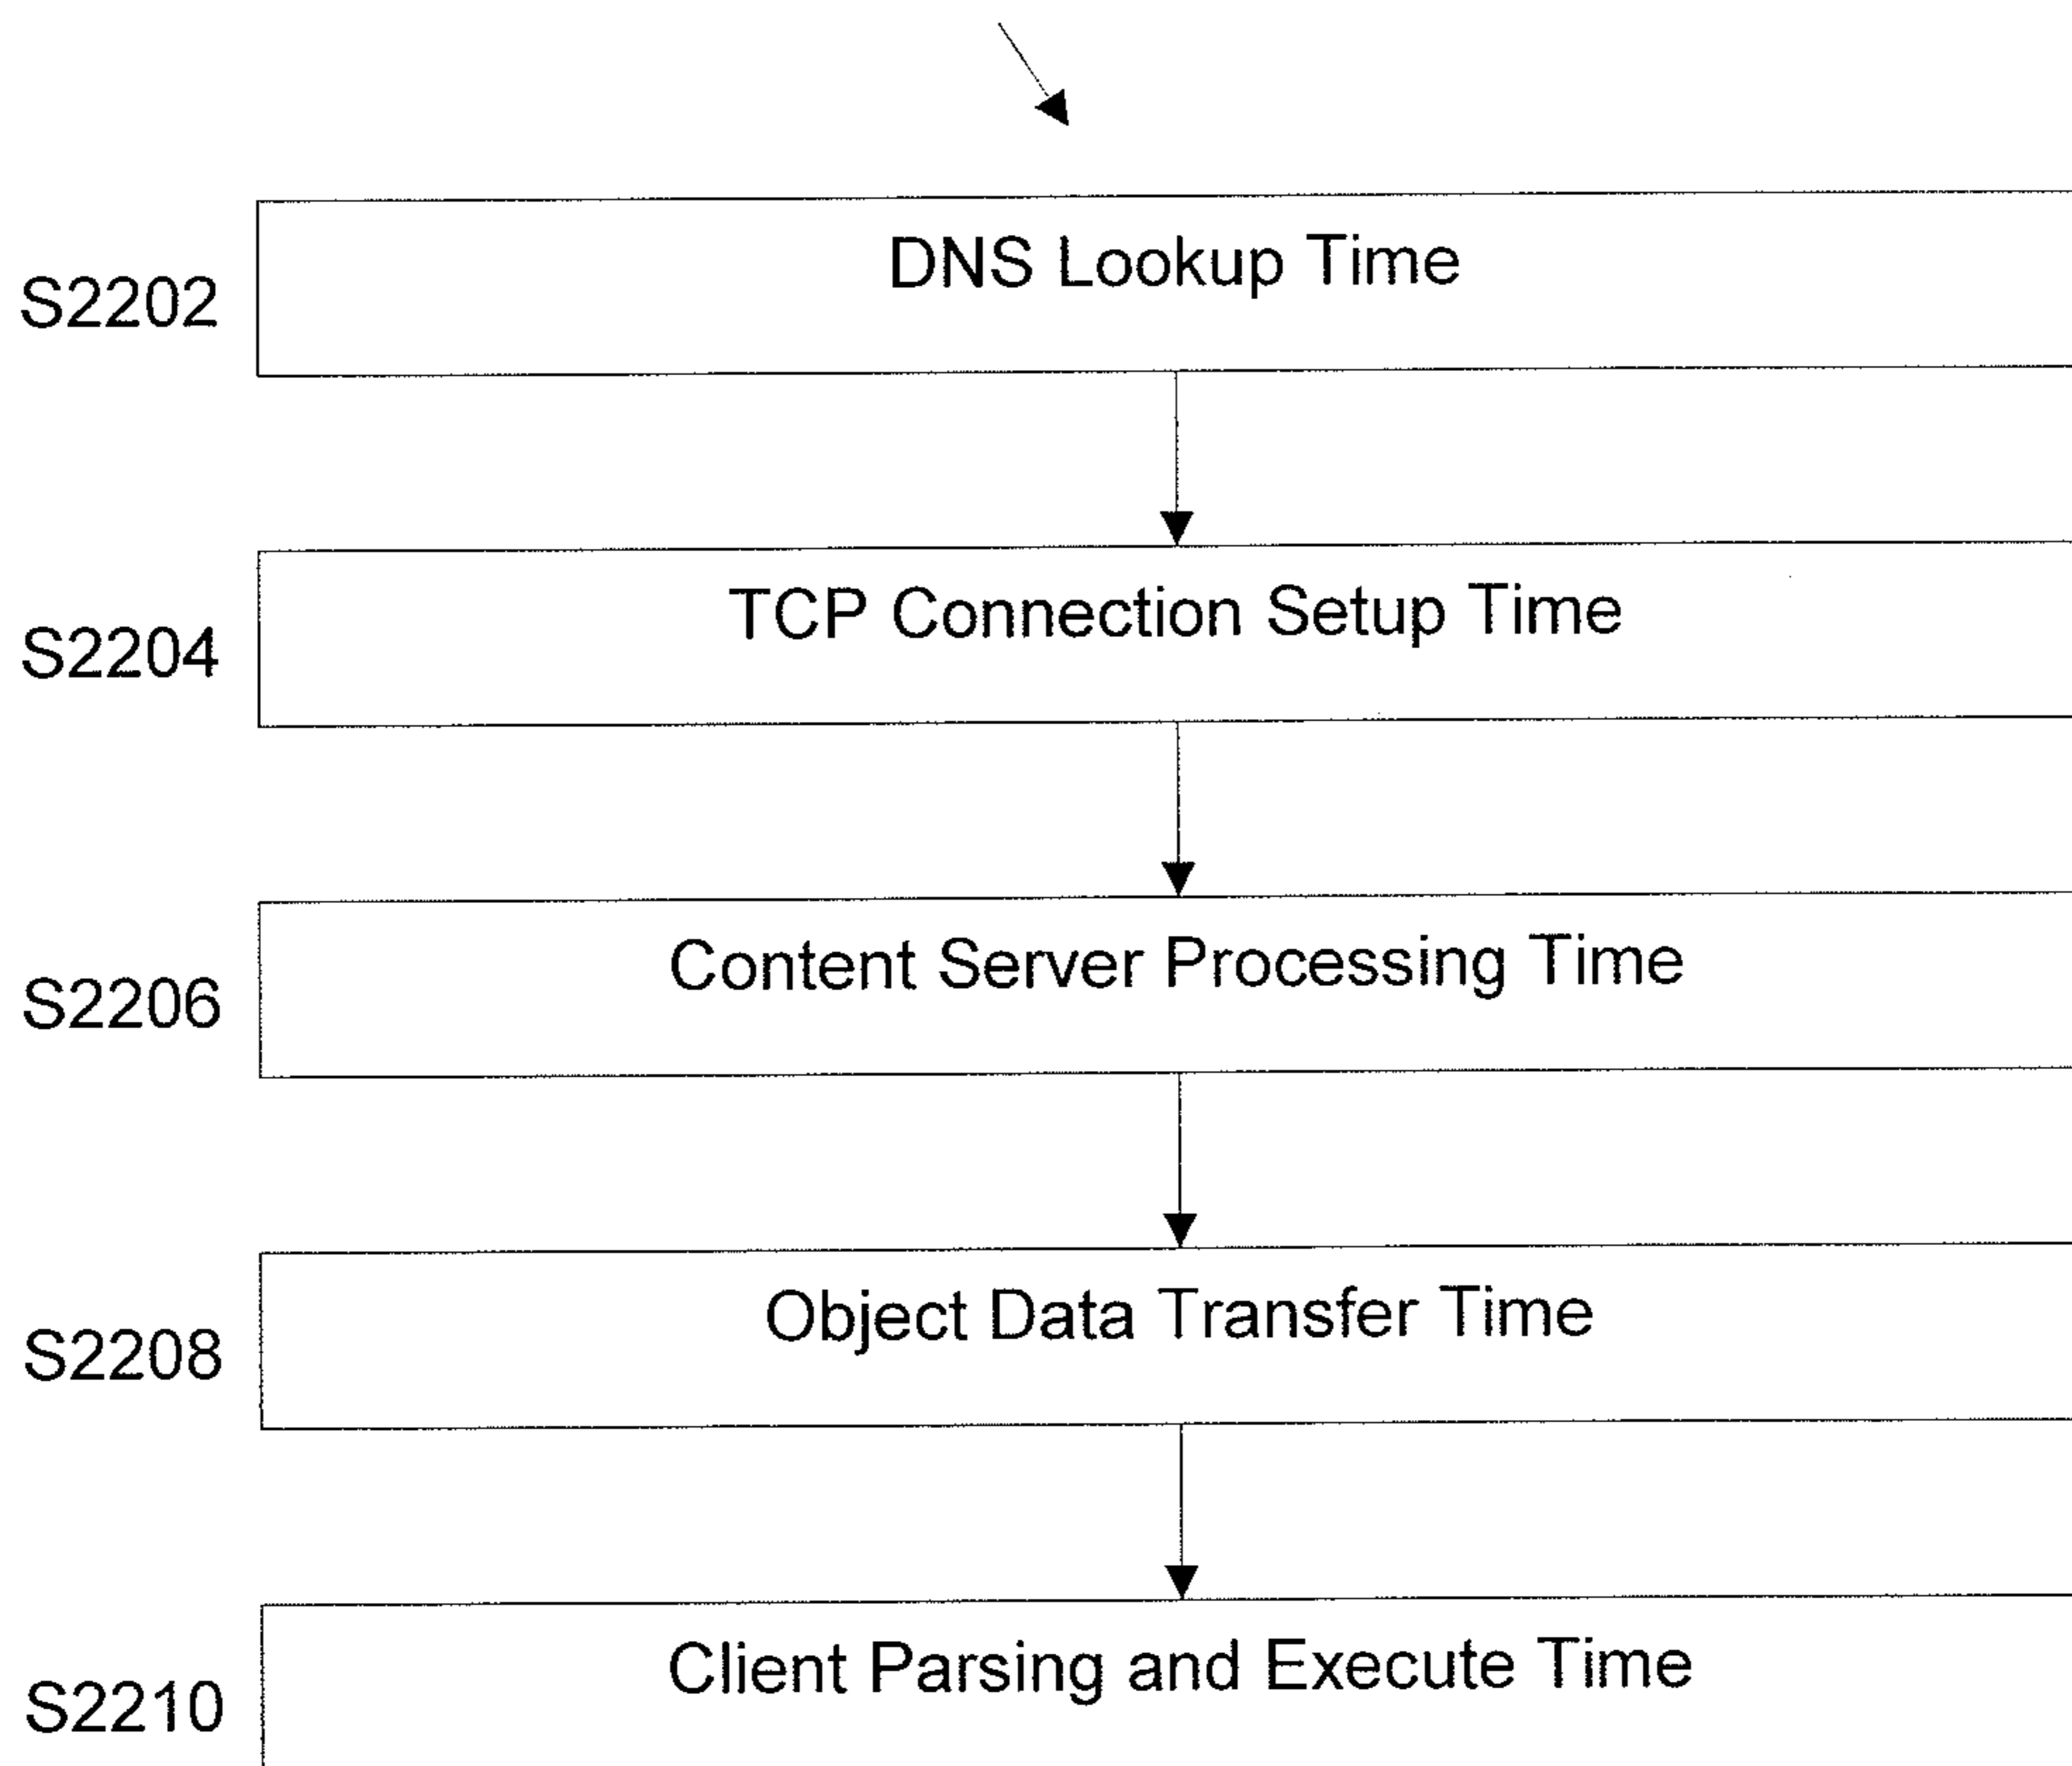 DNS Lookup Time
S2202
TCP Connection Setup Time
S2204
Content Server Processing Time
S2206
Object Data Transfer Time
S2208
Client Parsing and Execute Time
S2210